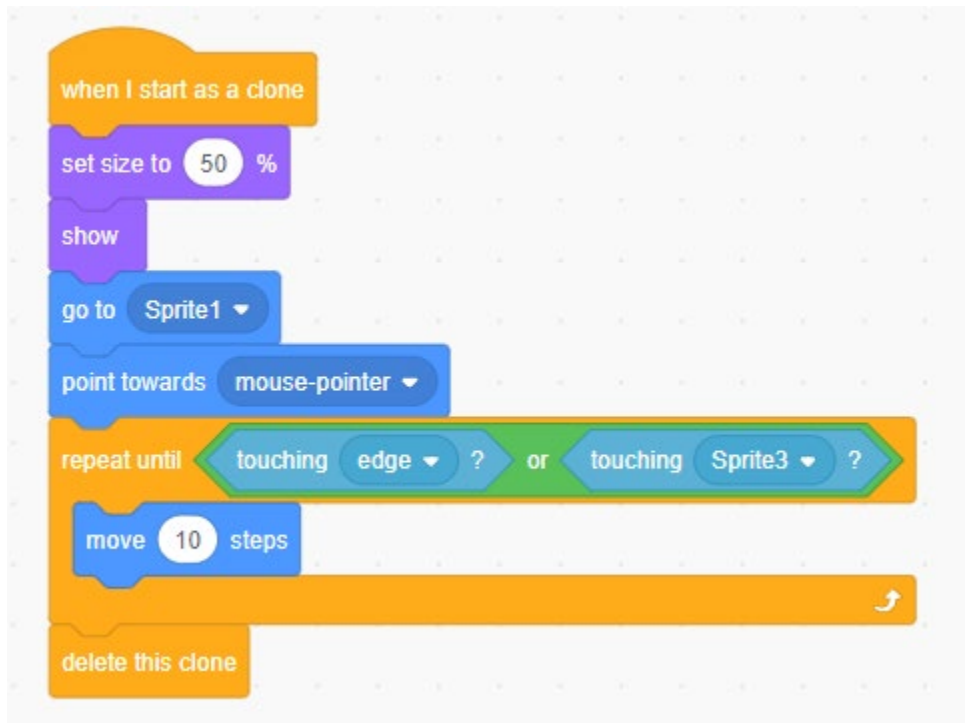 when I start as a clone
set size to 50 %
show
go to Sprite1
point towards mouse-pointer
repeat until touching edge ? or touching Sprite3 ?
move 10 steps
delete this clone